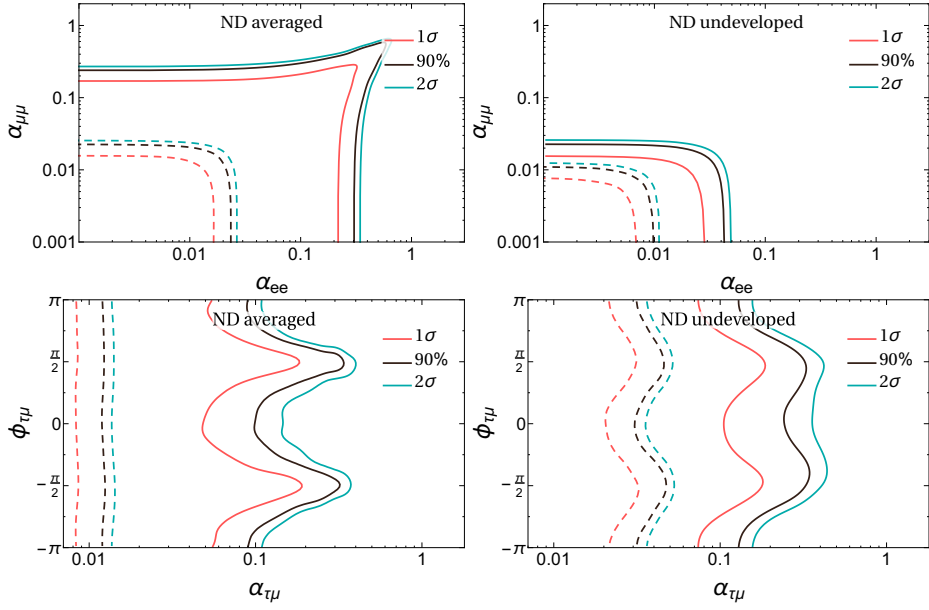 ND averaged
1σ
90%
2σ
1
0.1
0.01
0.001
α_μμ
0.01
0.1
1
α_ee
ND undeveloped
1σ
90%
2σ
1
0.1
0.01
0.001
α_μμ
0.01
0.1
1
α_ee
ND averaged
1σ
90%
2σ
π
π/2
0
−π/2
−π
ϕ_τμ
0.01
0.1
1
α_τμ
ND undeveloped
1σ
90%
2σ
π
π/2
0
−π/2
−π
ϕ_τμ
0.01
0.1
1
α_τμ